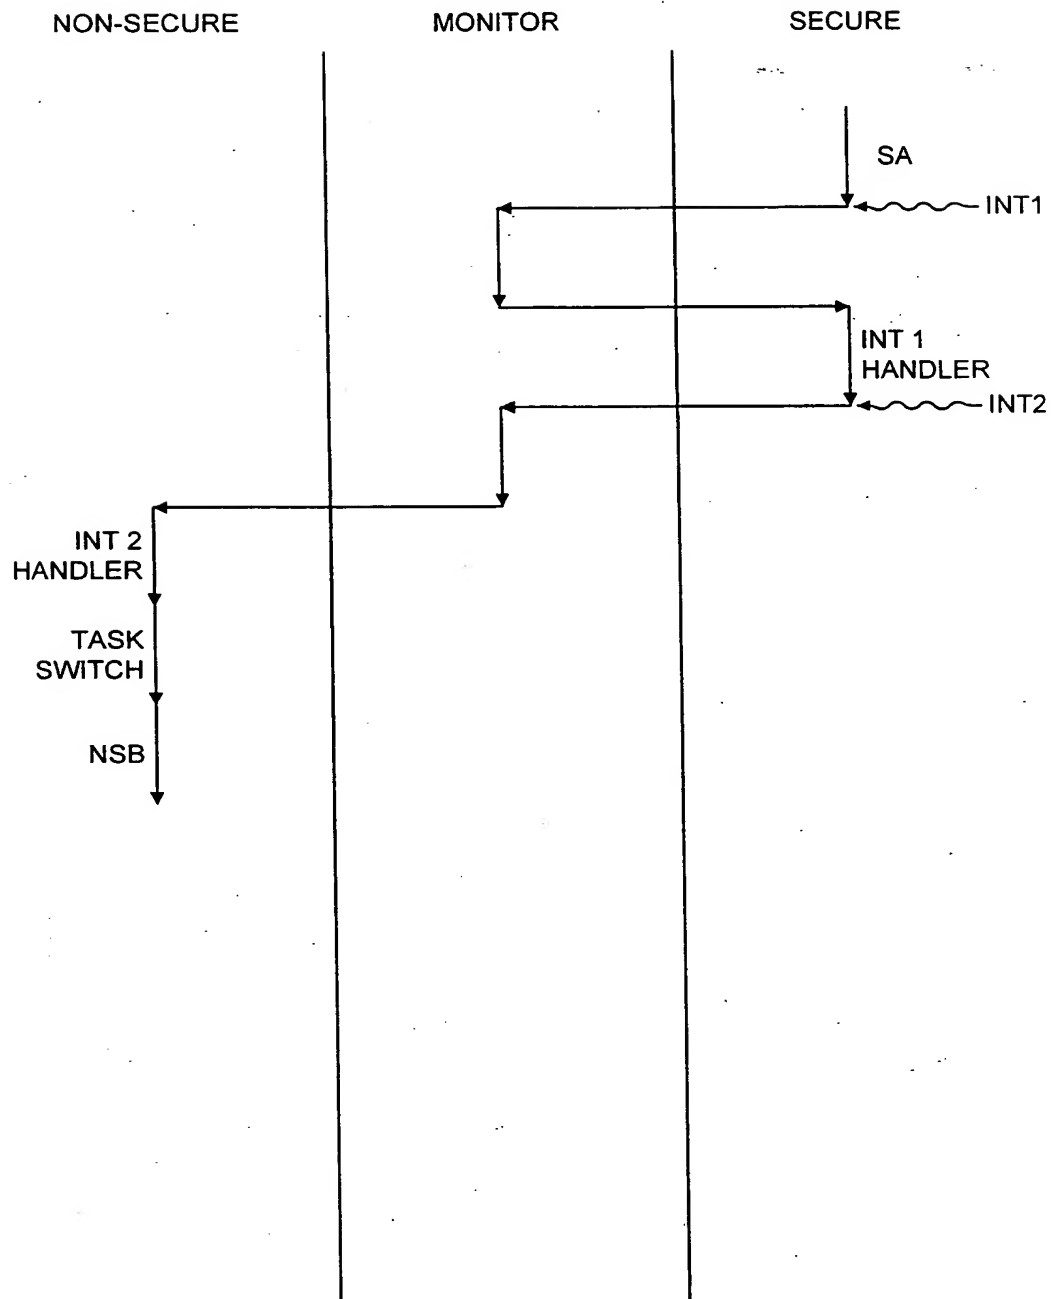 NON-SECURE
MONITOR
SECURE
SA
INT1
INT 1
HANDLER
INT2
INT 2
HANDLER
TASK
SWITCH
NSB